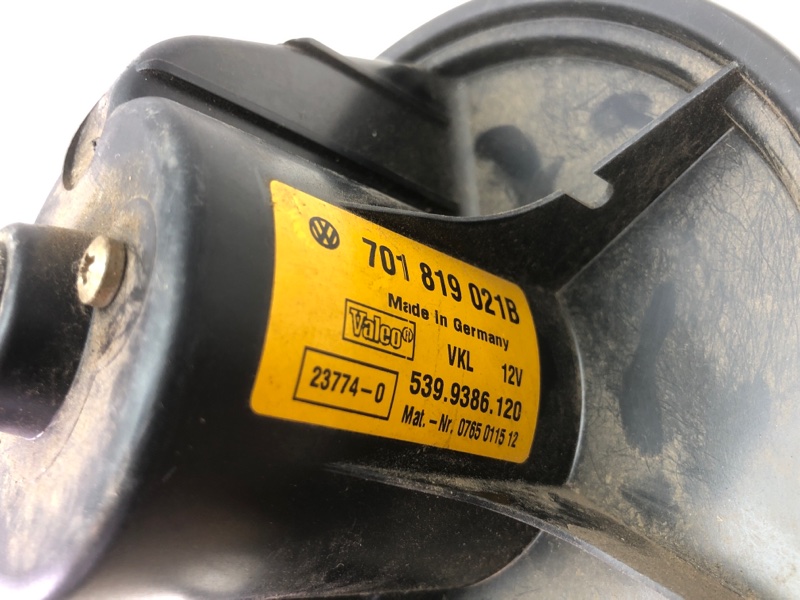 701 819 021B
Made in Germany
Valeo®
VKL 12V
23774-0
539.9386.120
Mat.-Nr. 0765 0115 12